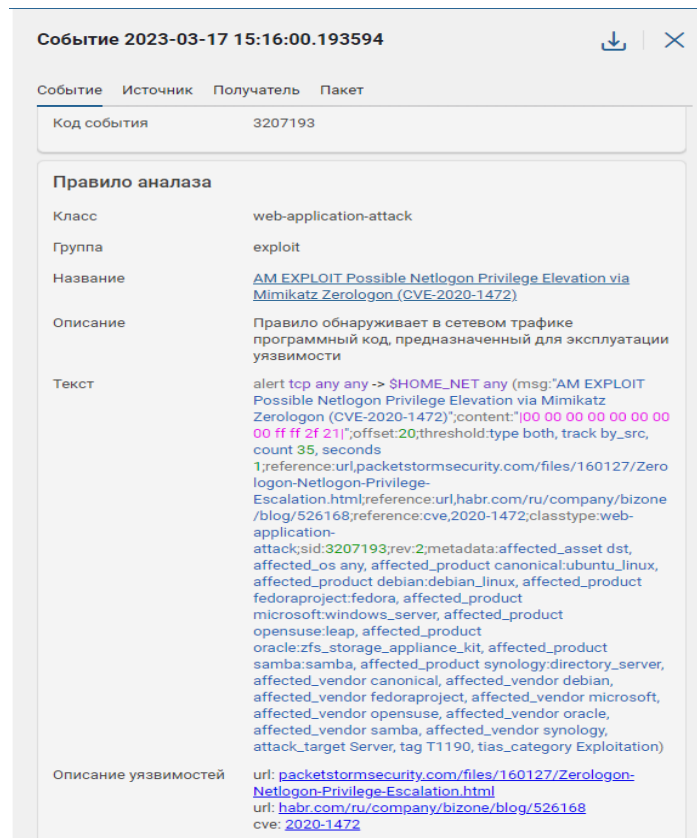 Событие 2023-03-17 15:16:00.193594
Событие Источник Получатель Пакет
Код события 3207193
Правило аналаза
Класс web-application-attack
Группа exploit
Название AM EXPLOIT Possible Netlogon Privilege Elevation via
Mimikatz Zerologon (CVE-2020-1472)
Описание Правило обнаруживает в сетевом трафике
программный код, предназначенный для эксплуатации
уязвимости
Текст alert tcp any any -> $HOME_NET any (msg:"AM EXPLOIT
Possible Netlogon Privilege Elevation via Mimikatz
Zerologon (CVE-2020-1472)";content:"|00 00 00 00 00 00 00
00 ff ff 2f 21|";offset:20;threshold:type both, track by_src,
count 35, seconds
1;reference:url,packetstormsecurity.com/files/160127/Zero
logon-Netlogon-Privilege-
Escalation.html;reference:url,habr.com/ru/company/bizone
/blog/526168;reference:cve,2020-1472;classtype:web-
application-
attack;sid:3207193;rev:2;metadata:affected_asset dst,
affected_os any, affected_product canonical:ubuntu_linux,
affected_product debian:debian_linux, affected_product
fedoraproject:fedora, affected_product
microsoft:windows_server, affected_product
opensuse:leap, affected_product
oracle:zfs_storage_appliance_kit, affected_product
samba:samba, affected_product synology:directory_server,
affected_vendor canonical, affected_vendor debian,
affected_vendor fedoraproject, affected_vendor microsoft,
affected_vendor opensuse, affected_vendor oracle,
affected_vendor samba, affected_vendor synology,
attack_target Server, tag T1190, tias_category Exploitation)
Описание уязвимостей url: packetstormsecurity.com/files/160127/Zerologon-
Netlogon-Privilege-Escalation.html
url: habr.com/ru/company/bizone/blog/526168
cve: 2020-1472